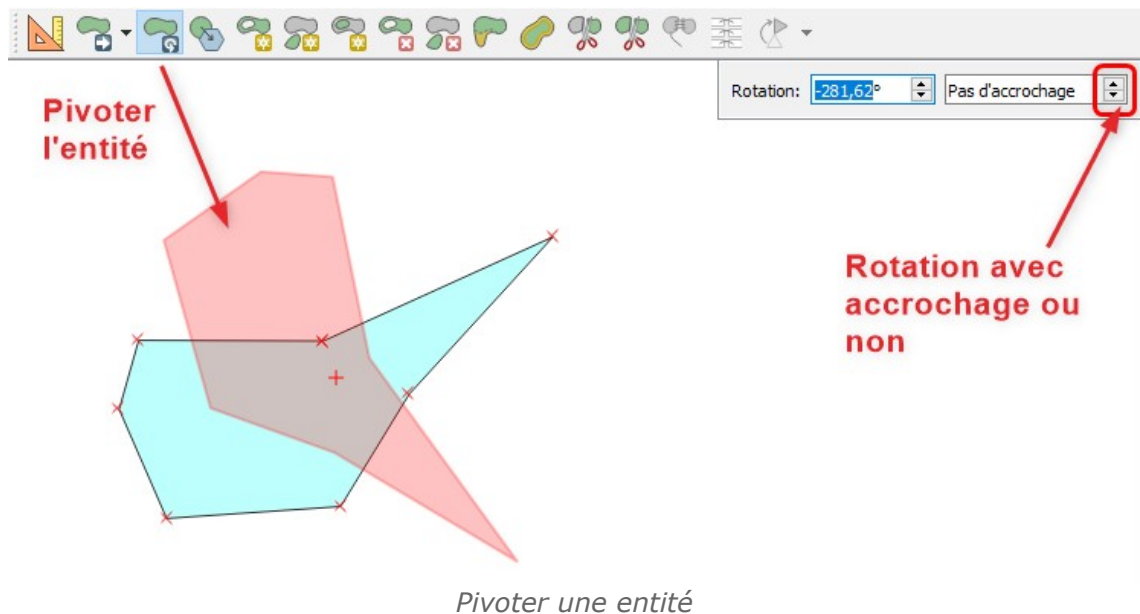 Rotation: -281,62° Pas d'accrochage
Pivoter
l'entité
Rotation avec
accrochage ou
non
Pivoter une entité